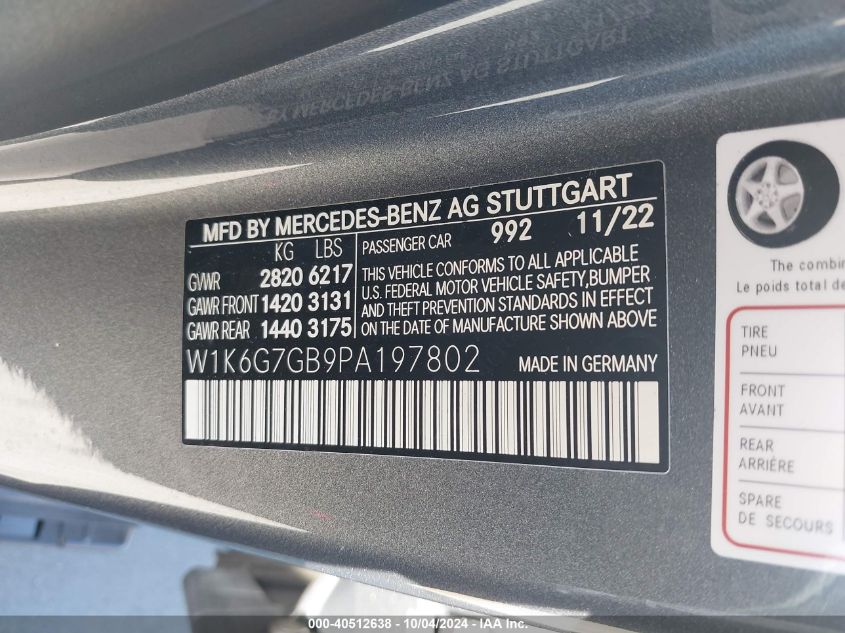 MFD BY MERCEDES-BENZ AG STUTTGART
KG LBS PASSENGER CAR 992 11/22
GVWR 2820 6217
GAWR FRONT 1420 3131
GAWR REAR 1440 3175
THIS VEHICLE CONFORMS TO ALL APPLICABLE
U.S. FEDERAL MOTOR VEHICLE SAFETY,BUMPER
AND THEFT PREVENTION STANDARDS IN EFFECT
ON THE DATE OF MANUFACTURE SHOWN ABOVE
W1K6G7GB9PA197802 MADE IN GERMANY
The combin
Le poids total de
TIRE
PNEU
FRONT
AVANT
REAR
ARRIÈRE
SPARE
DE SECOURS
000-40512638 - 10/04/2024 - IAA Inc.